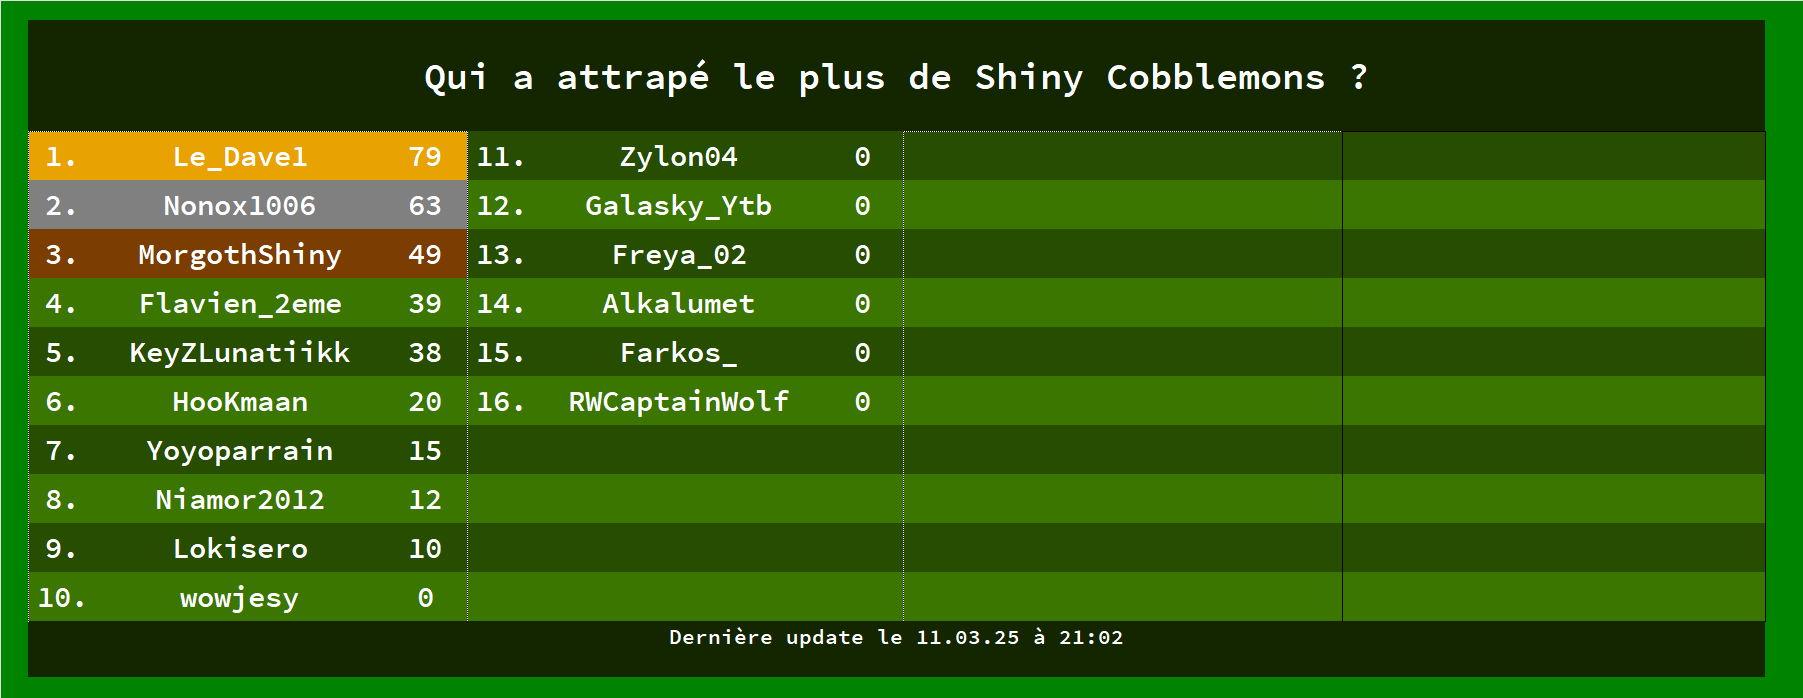 Qui a attrapé le plus de Shiny Cobblemons ?
1. Le_Dave1 79
2. Nonox1006 63
3. MorgothShiny 49
4. Flavien_2eme 39
5. KeyZLunatiikk 38
6. HooKmaan 20
7. Yoyoparrain 15
8. Niamor2012 12
9. Lokisero 10
10. wowjesy 0
11. Zylon04 0
12. Galasky_Ytb 0
13. Freya_02 0
14. Alkalumet 0
15. Farkos_ 0
16. RWCaptainWolf 0
Dernière update le 11.03.25 à 21:02